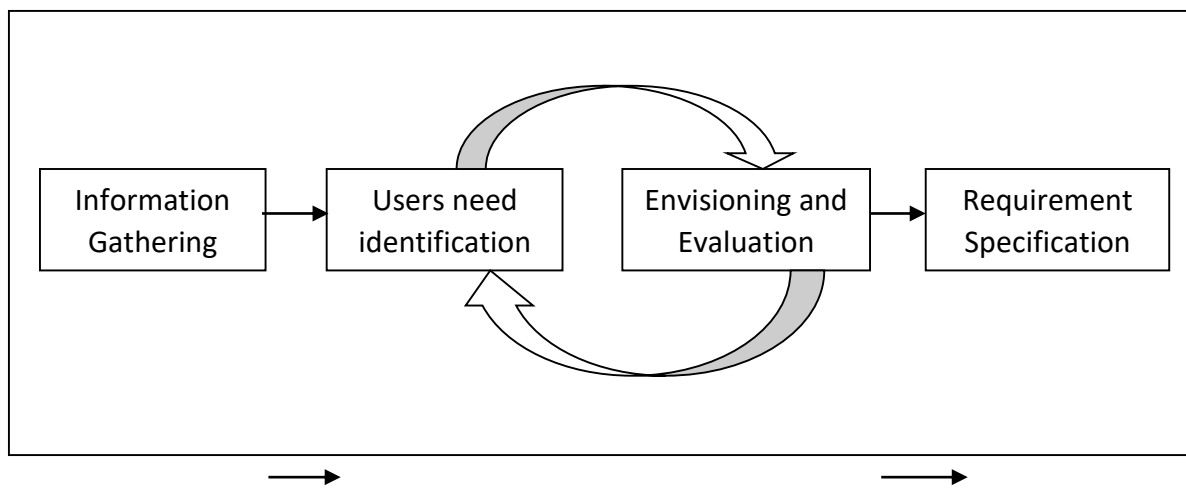 Information
Gathering
Users need
identification
Envisioning and
Evaluation
Requirement
Specification